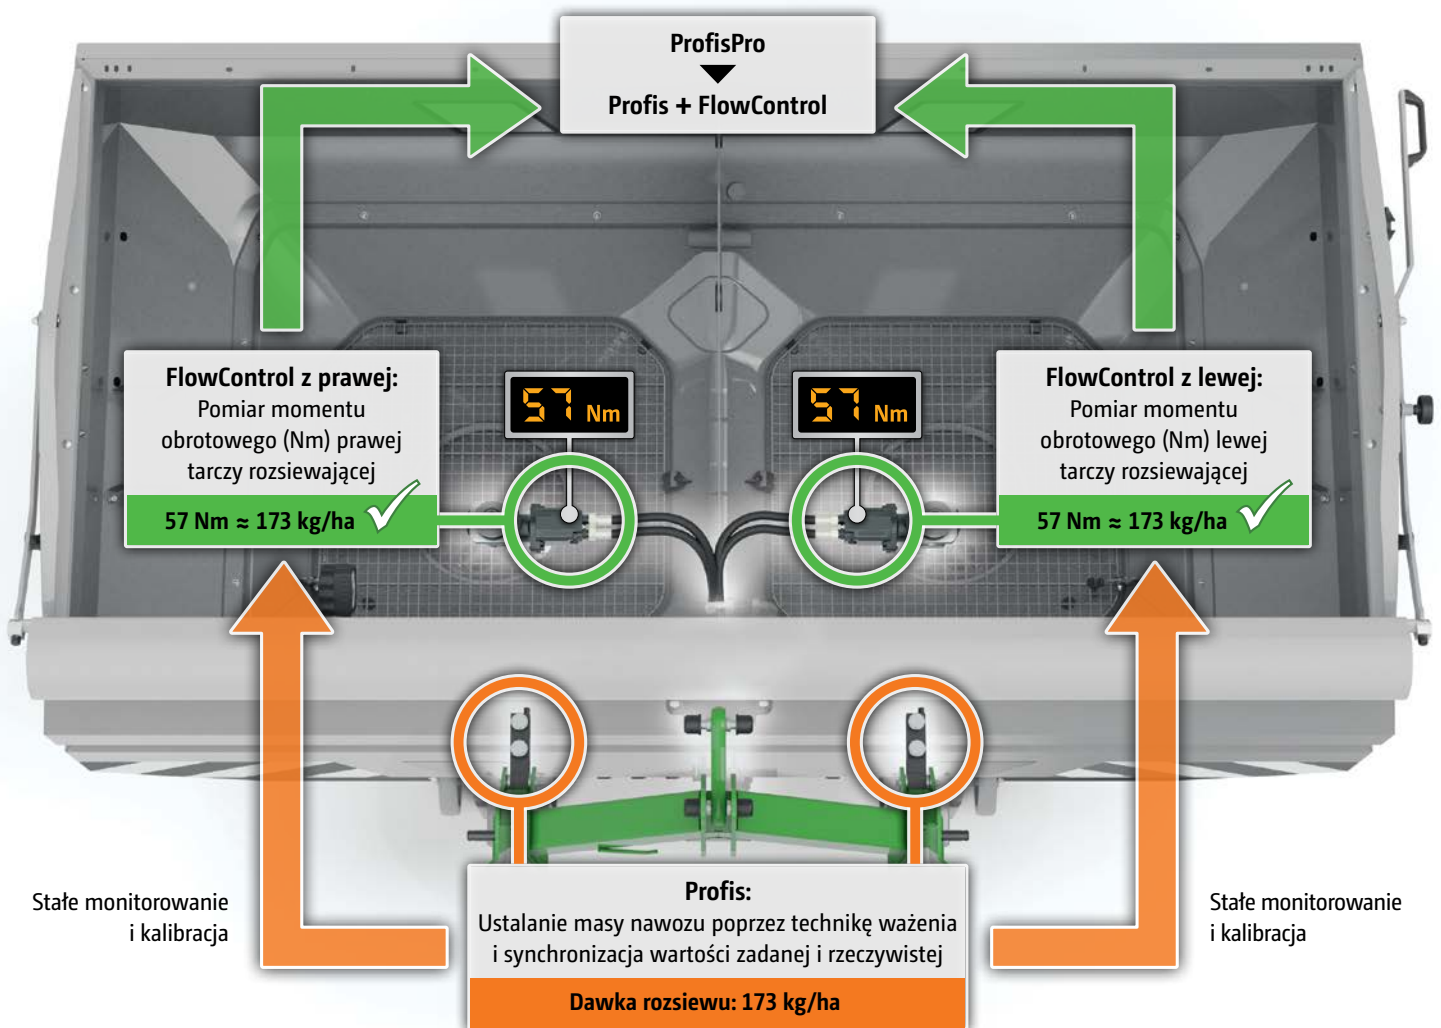 ProfisPro
Profis + FlowControl
FlowControl z prawej:
Pomiar momentu
obrotowego (Nm) prawej
tarczy rozsiewającej
57 Nm ≈ 173 kg/ha
57 Nm
57 Nm
FlowControl z lewej:
Pomiar momentu
obrotowego (Nm) lewej
tarczy rozsiewającej
57 Nm ≈ 173 kg/ha
Stałe monitorowanie
i kalibracja
Profis:
Ustalanie masy nawozu poprzez technikę ważenia
i synchronizacja wartości zadanej i rzeczywistej
Dawka rozsiewu: 173 kg/ha
Stałe monitorowanie
i kalibracja